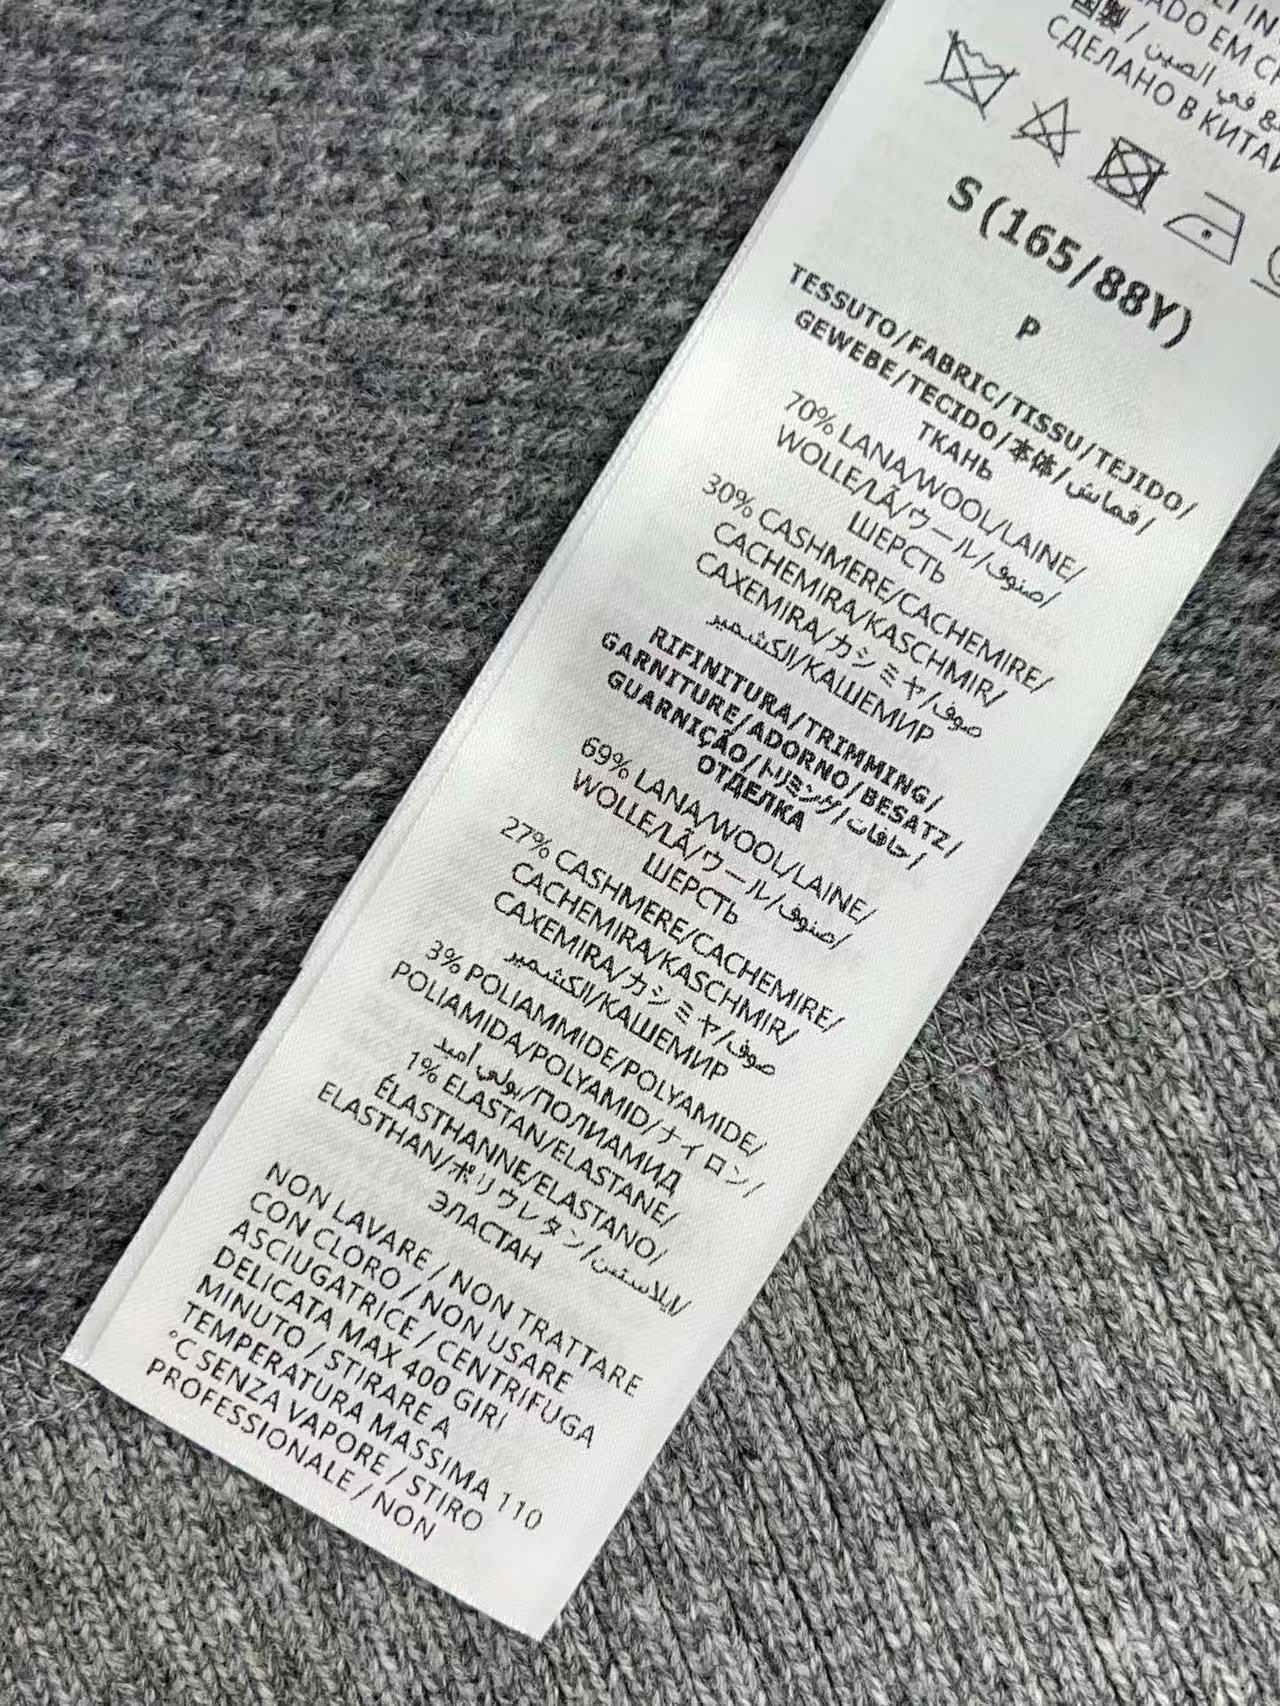 СДЕЛАНО В КИТА
S(165/88Y)
P
TESSUTO/FABRIC/TISSU/TEJIDO/
GEWEBE/TECIDO/本体/قماش/
ТКАНЬ
70% LANA/WOOL/LAINE/
WOLLE/LÃ/ウール/صوف/
ШЕРСТЬ
30% CASHMERE/CACHEMIRE/
CACHEMIRA/KASCHMIR/
CAXEMIRA/カシミヤ/صوف
الكشمير/КАШЕМИР
RIFINITURA/TRIMMING/
GARNITURE/ADORNO/BESATZ/
GUARNIÇÃO/トリミング/حافات/
ОТДЕЛКА
69% LANA/WOOL/LAINE/
WOLLE/LÃ/ウール/صوف/
ШЕРСТЬ
27% CASHMERE/CACHEMIRE/
CACHEMIRA/KASCHMIR/
CAXEMIRA/カシミヤ/صوف
الكشمير/КАШЕМИР
3% POLIAMMIDE/POLYAMIDE/
POLIAMIDA/POLYAMID/ナイロン/
بولي أميد/ПОЛИАМИД
1% ELASTAN/ELASTANE/
ÉLASTHANNE/ELASTANO/
ELASTHAN/ポリウレタン/إيلاستين/
ЭЛАСТАН
NON LAVARE / NON TRATTARE
CON CLORO / NON USARE
ASCIUGATRICE / CENTRIFUGA
DELICATA MAX 400 GIRI
MINUTO / STIRARE A
TEMPERATURA MASSIMA 110
°C SENZA VAPORE / STIRO
PROFESSIONALE / NON